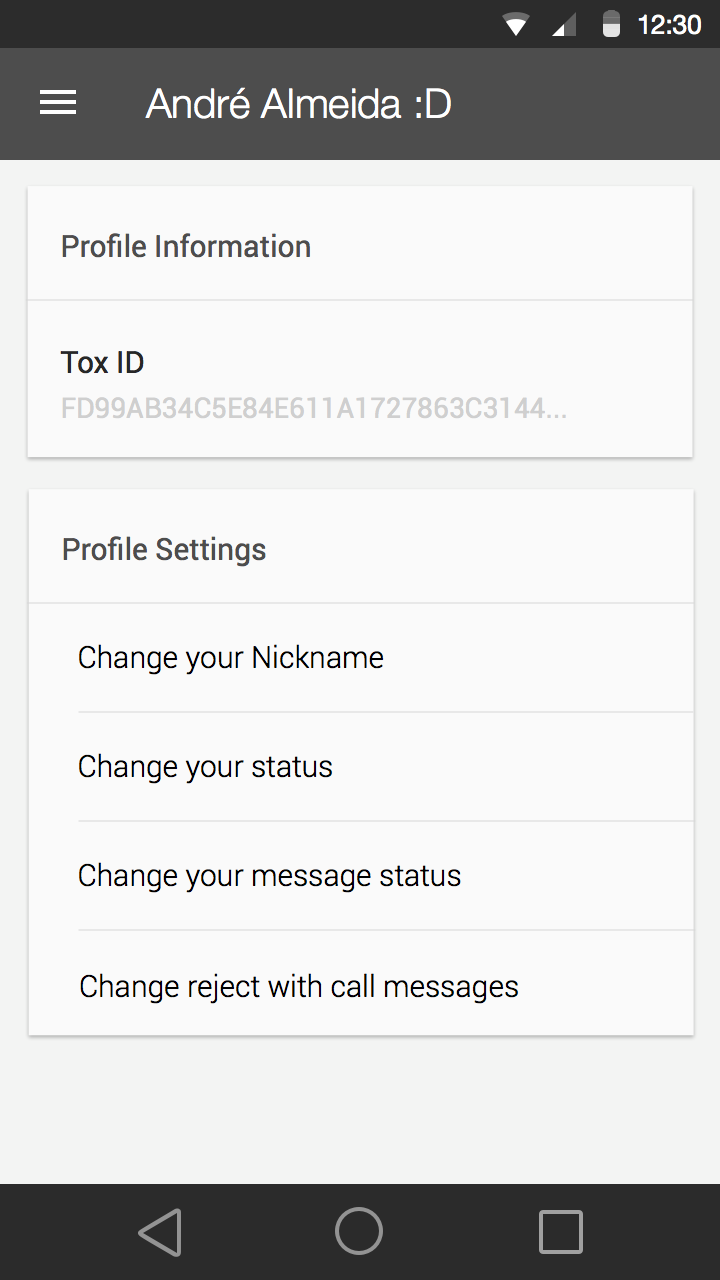 12:30
André Almeida :D
Profile Information
Tox ID
FD99AB34C5E84E611A1727863C3144...
Profile Settings
Change your Nickname
Change your status
Change your message status
Change reject with call messages